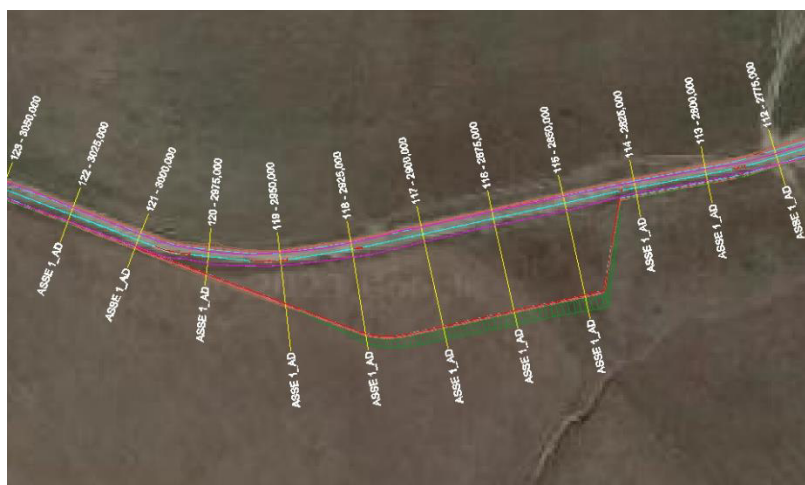 123 - 3050,000
122 - 3025,000
121 - 3000,000
120 - 2975,000
119 - 2950,000
118 - 2925,000
117 - 2900,000
116 - 2875,000
115 - 2850,000
114 - 2825,000
113 - 2800,000
112 - 2775,000
ASSE 1_AD
ASSE 1_AD
ASSE 1_AD
ASSE 1_AD
ASSE 1_AD
ASSE 1_AD
ASSE 1_AD
ASSE 1_AD
ASSE 1_AD
ASSE 1_AD
ASSE 1_AD